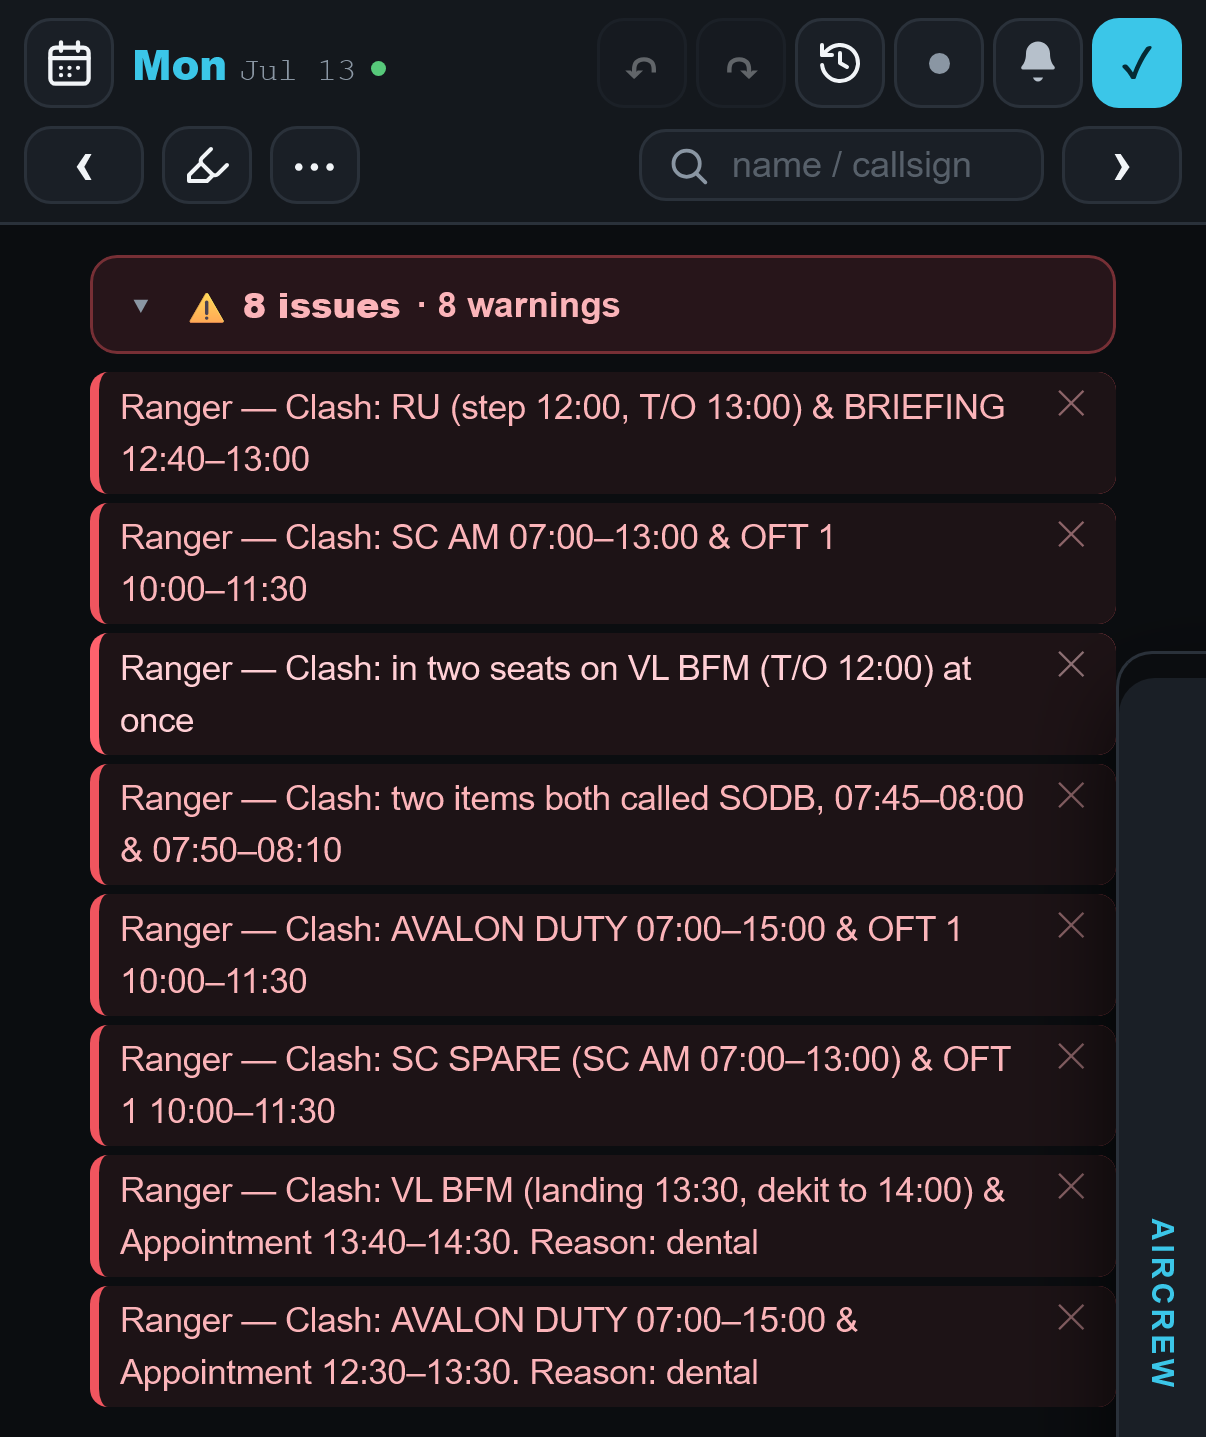 Mon Jul 13
name / callsign
8 issues · 8 warnings
Ranger — Clash: RU (step 12:00, T/O 13:00) & BRIEFING
12:40–13:00
Ranger — Clash: SC AM 07:00–13:00 & OFT 1
10:00–11:30
Ranger — Clash: in two seats on VL BFM (T/O 12:00) at
once
Ranger — Clash: two items both called SODB, 07:45–08:00
& 07:50–08:10
Ranger — Clash: AVALON DUTY 07:00–15:00 & OFT 1
10:00–11:30
Ranger — Clash: SC SPARE (SC AM 07:00–13:00) & OFT
1 10:00–11:30
Ranger — Clash: VL BFM (landing 13:30, dekit to 14:00) &
Appointment 13:40–14:30. Reason: dental
Ranger — Clash: AVALON DUTY 07:00–15:00 &
Appointment 12:30–13:30. Reason: dental
AIRCREW